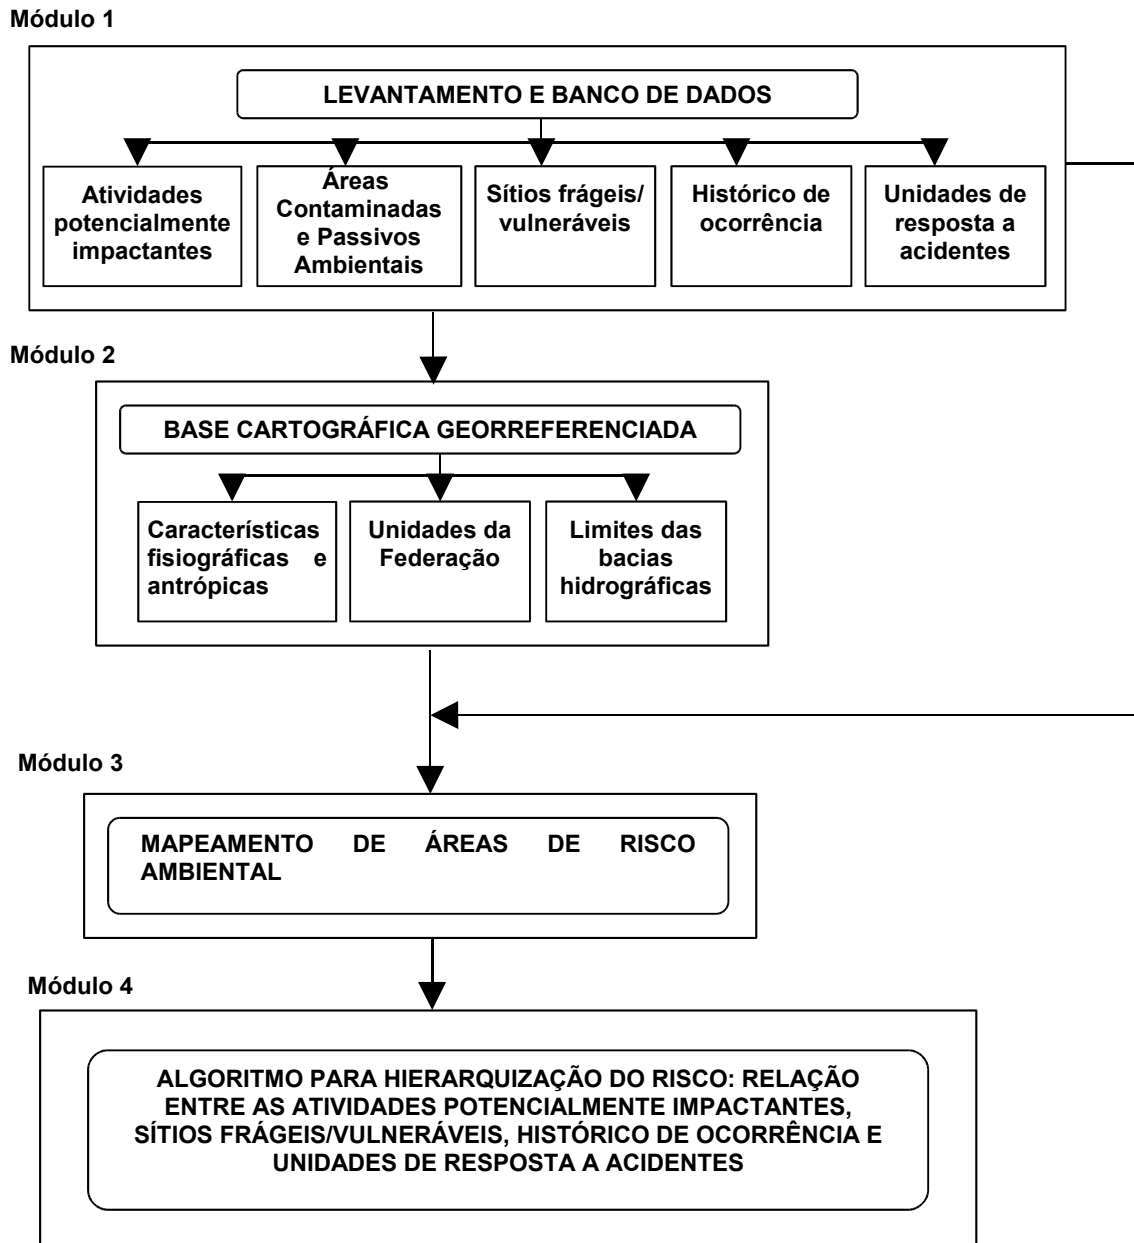 Módulo 1
LEVANTAMENTO E BANCO DE DADOS
Atividades
potencialmente
impactantes
Áreas
Contaminadas
e Passivos
Ambientais
Sítios frágeis/
vulneráveis
Histórico de
ocorrência
Unidades de
resposta a
acidentes
Módulo 2
BASE CARTOGRÁFICA GEORREFERENCIADA
Características
fisiográficas e
antrópicas
Unidades da
Federação
Limites das
bacias
hidrográficas
Módulo 3
MAPEAMENTO DE ÁREAS DE RISCO
AMBIENTAL
Módulo 4
ALGORITMO PARA HIERARQUIZAÇÃO DO RISCO: RELAÇÃO
ENTRE AS ATIVIDADES POTENCIALMENTE IMPACTANTES,
SÍTIOS FRÁGEIS/VULNERÁVEIS, HISTÓRICO DE OCORRÊNCIA E
UNIDADES DE RESPOSTA A ACIDENTES